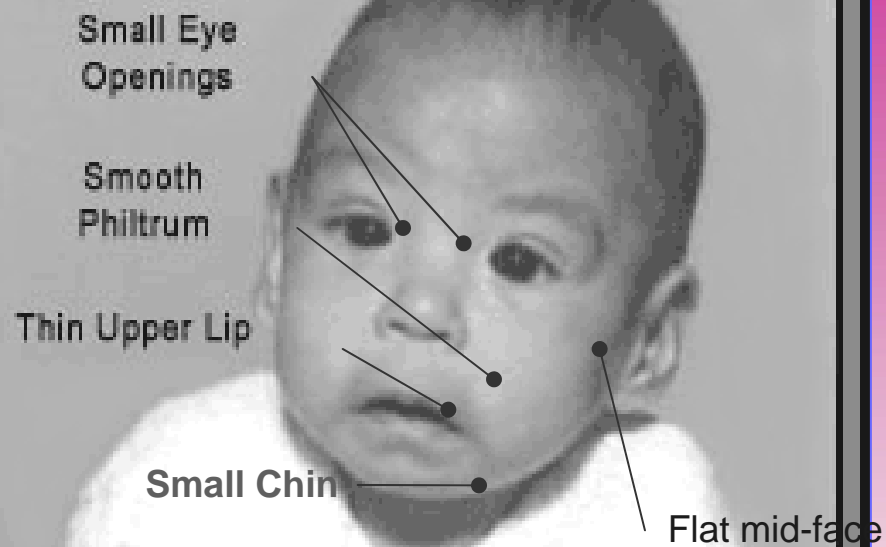 Small Eye
Openings
Smooth
Philtrum
Thin Upper Lip
Small Chin
Flat mid-face